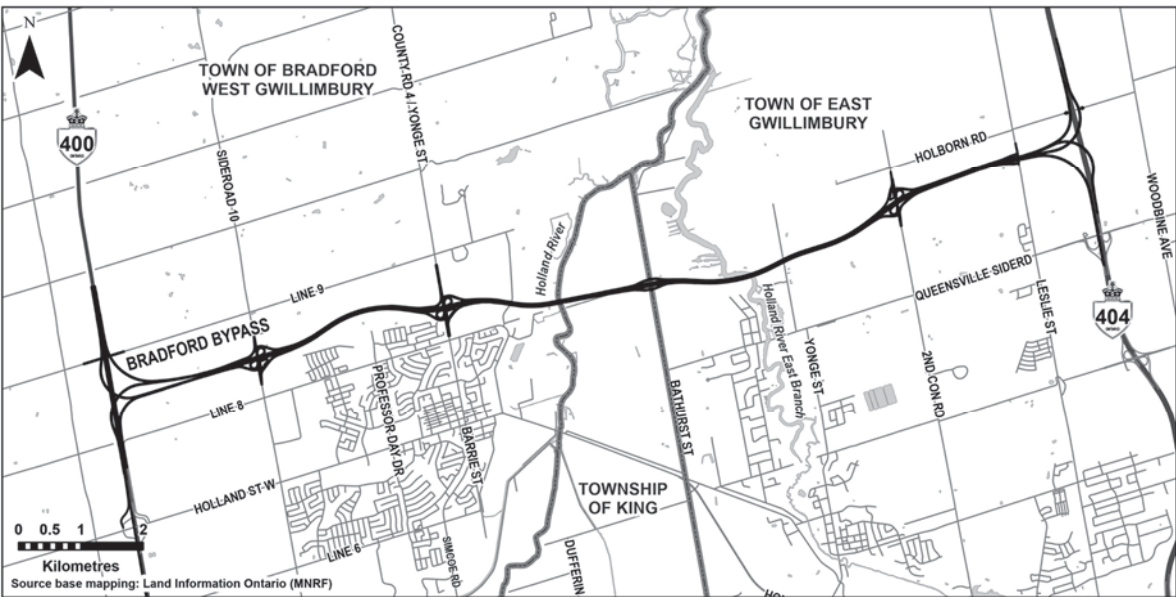 N
TOWN OF BRADFORD
WEST GWILLIMBURY
COUNTY RD 4 / YONGE ST
TOWN OF EAST
GWILLIMBURY
400
ONTARIO
SIDEROAD 10
HOLBORN RD
WOODBINE AVE
Holland River
LINE 9
QUEENSVILLE SIDERD
LESLIE ST
404
ONTARIO
BRADFORD BYPASS
Holland River East Branch
YONGE ST
2ND CON RD
LINE 8
PROFESSOR DAY DR
BARRIE ST
BATHURST ST
HOLLAND ST W
TOWNSHIP
OF KING
0 0.5 1 2
Kilometres
LINE 6
SIMCOE RD
DUFFERIN
Source base mapping: Land Information Ontario (MNRF)